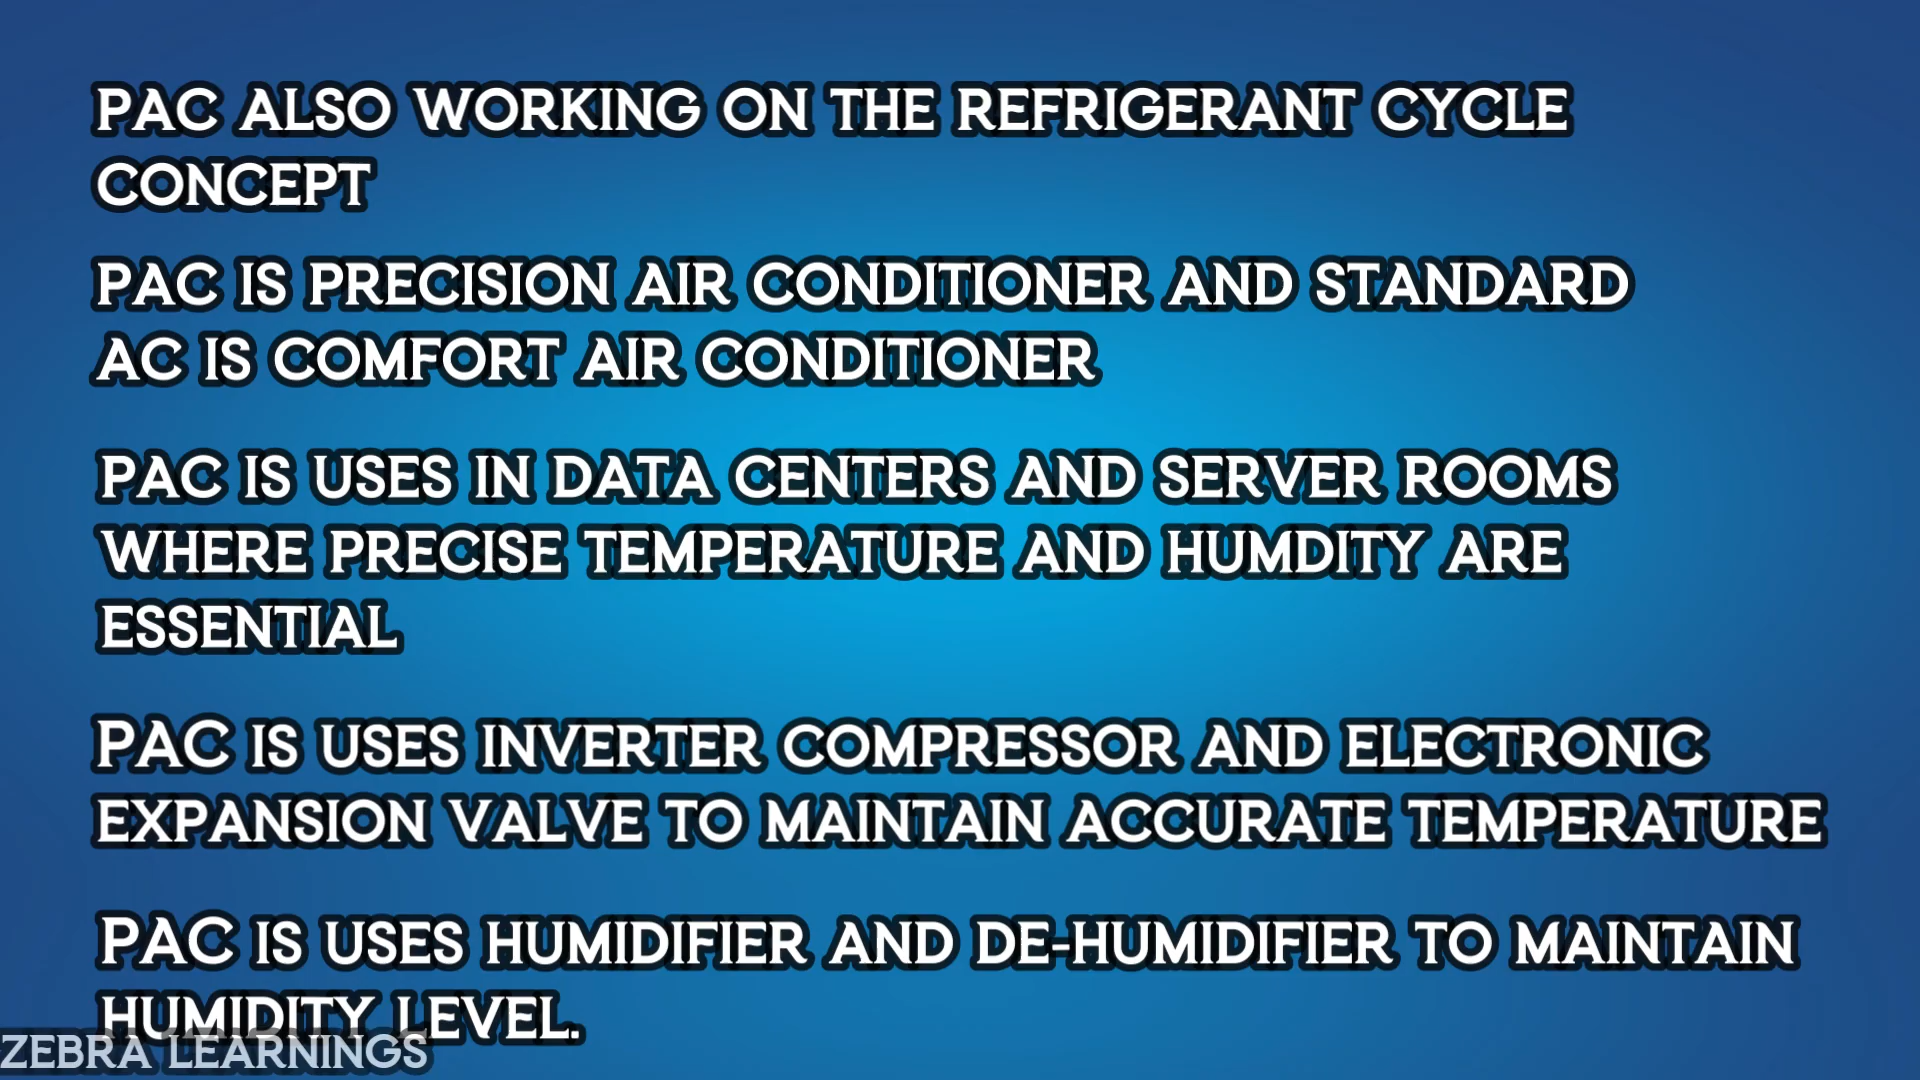 PAC ALSO WORKING ON THE REFRIGERANT CYCLE
CONCEPT
PAC IS PRECISION AIR CONDITIONER AND STANDARD
AC IS COMFORT AIR CONDITIONER
PAC IS USES IN DATA CENTERS AND SERVER ROOMS
WHERE PRECISE TEMPERATURE AND HUMDITY ARE
ESSENTIAL
PAC IS USES INVERTER COMPRESSOR AND ELECTRONIC
EXPANSION VALVE TO MAINTAIN ACCURATE TEMPERATURE
PAC IS USES HUMIDIFIER AND DE-HUMIDIFIER TO MAINTAIN
HUMIDITY LEVEL.
ZEBRA LEARNINGS